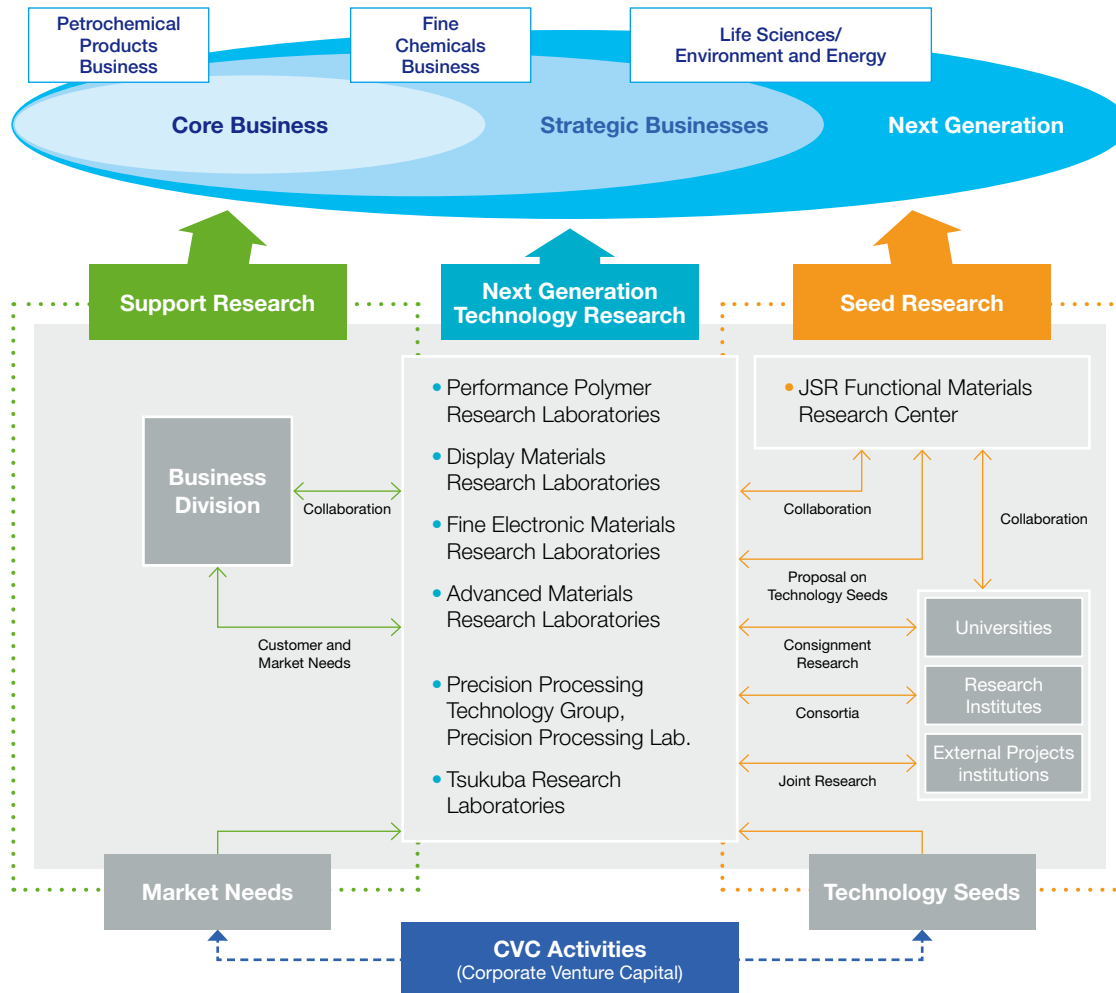 Petrochemical
Products
Business
Fine
Chemicals
Business
Life Sciences/
Environment and Energy
Core Business
Strategic Businesses
Next Generation
Support Research
Next Generation
Technology Research
Seed Research
Business
Division
Collaboration
Customer and
Market Needs
• Performance Polymer
Research Laboratories
• Display Materials
Research Laboratories
• Fine Electronic Materials
Research Laboratories
• Advanced Materials
Research Laboratories
• Precision Processing
Technology Group,
Precision Processing Lab.
• Tsukuba Research
Laboratories
• JSR Functional Materials
Research Center
Collaboration
Collaboration
Proposal on
Technology Seeds
Consignment
Research
Consortia
Joint Research
Universities
Research
Institutes
External Projects
institutions
Market Needs
Technology Seeds
CVC Activities
(Corporate Venture Capital)